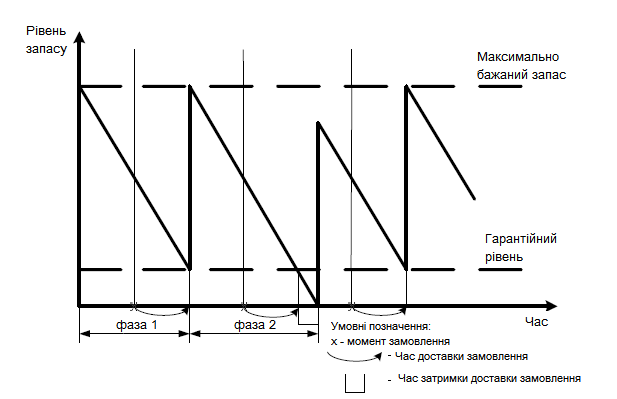 Рівень
запасу
Максимально
бажаний запас
Гарантійний
рівень
x x x
Час
фаза 1
фаза 2
Умовні позначення:
х - момент замовлення
- Час доставки замовлення
- Час затримки доставки замовлення